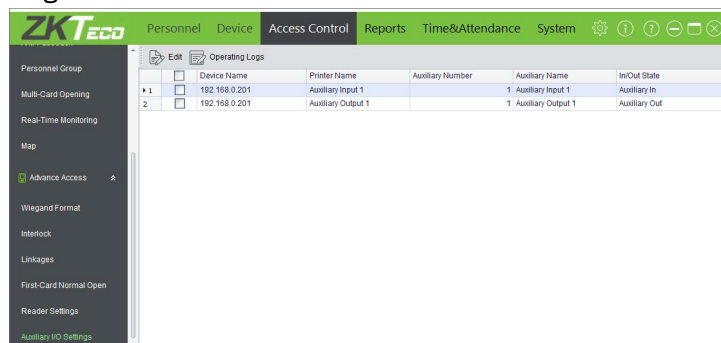 ZKTeco
Personnel Device Access Control Reports Time&Attendance System
Edit Operating Logs
Personnel Group
Multi-Card Opening
Real-Time Monitoring
Map
Advance Access
Wiegand Format
Interlock
Linkages
First-Card Normal Open
Reader Settings
Auxiliary I/O Settings
Device Name Printer Name Auxiliary Number Auxiliary Name In/Out State
1 192.168.0.201 Auxiliary Input 1 1 Auxiliary Input 1 Auxiliary In
2 192.168.0.201 Auxiliary Output 1 1 Auxiliary Output 1 Auxiliary Out